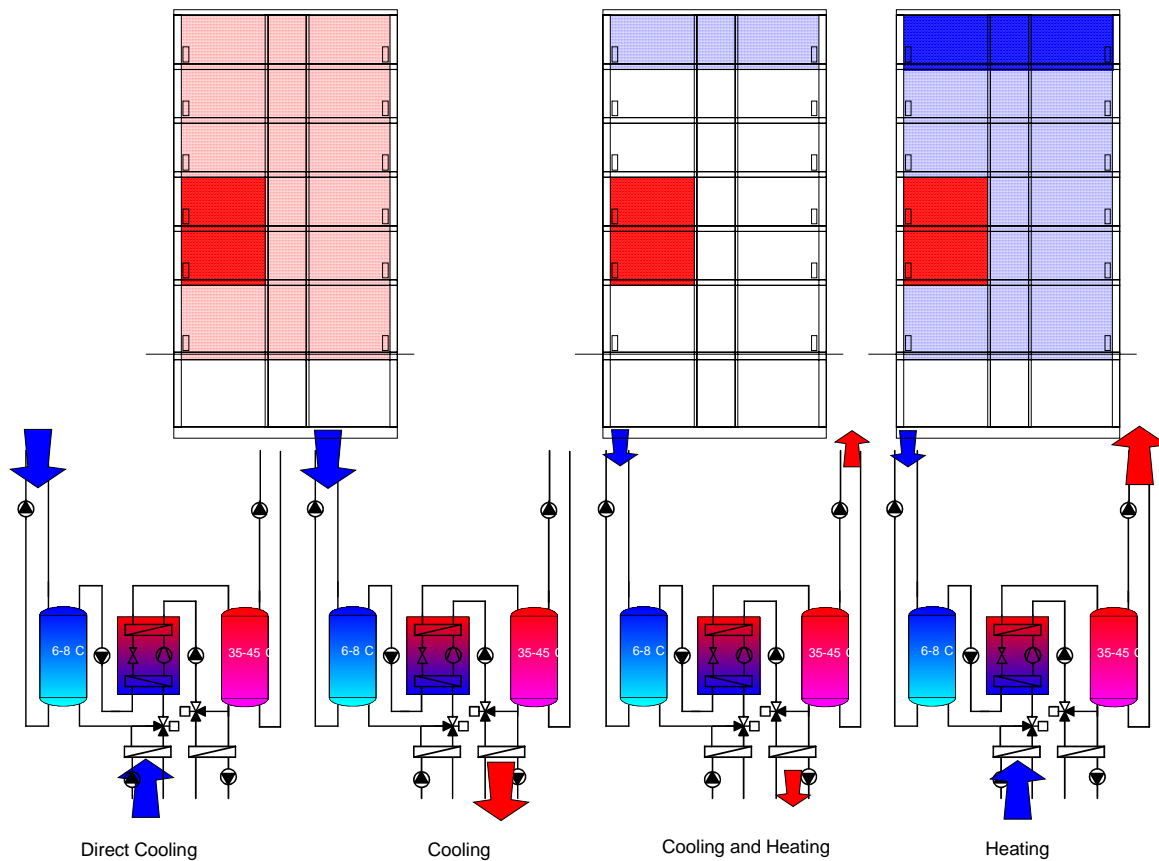 6-8 C
35-45 C
6-8 C
35-45 C
6-8 C
35-45 C
6-8 C
35-45 C
Direct Cooling
Cooling
Cooling and Heating
Heating